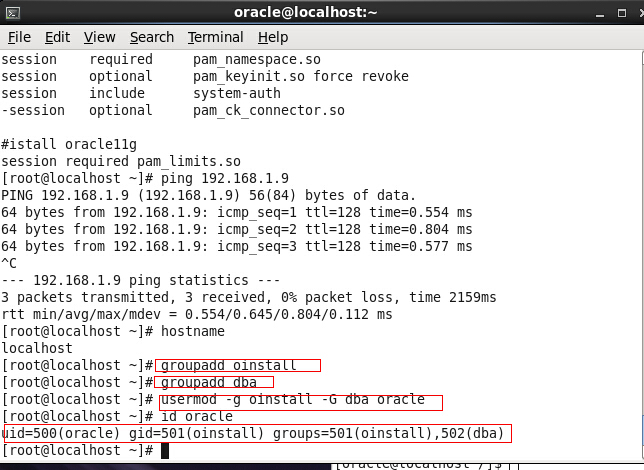 oracle@localhost:~
File Edit View Search Terminal Help
session    required     pam_namespace.so
session    optional     pam_keyinit.so force revoke
session    include      system-auth
-session   optional     pam_ck_connector.so
#istall oracle11g
session required pam_limits.so
[root@localhost ~]# ping 192.168.1.9
PING 192.168.1.9 (192.168.1.9) 56(84) bytes of data.
64 bytes from 192.168.1.9: icmp_seq=1 ttl=128 time=0.554 ms
64 bytes from 192.168.1.9: icmp_seq=2 ttl=128 time=0.804 ms
64 bytes from 192.168.1.9: icmp_seq=3 ttl=128 time=0.577 ms
^C
--- 192.168.1.9 ping statistics ---
3 packets transmitted, 3 received, 0% packet loss, time 2159ms
rtt min/avg/max/mdev = 0.554/0.645/0.804/0.112 ms
[root@localhost ~]# hostname
localhost
[root@localhost ~]# groupadd oinstall
[root@localhost ~]# groupadd dba
[root@localhost ~]# usermod -g oinstall -G dba oracle
[root@localhost ~]# id oracle
uid=500(oracle) gid=501(oinstall) groups=501(oinstall),502(dba)
[root@localhost ~]#
[oracle@localhost /]$